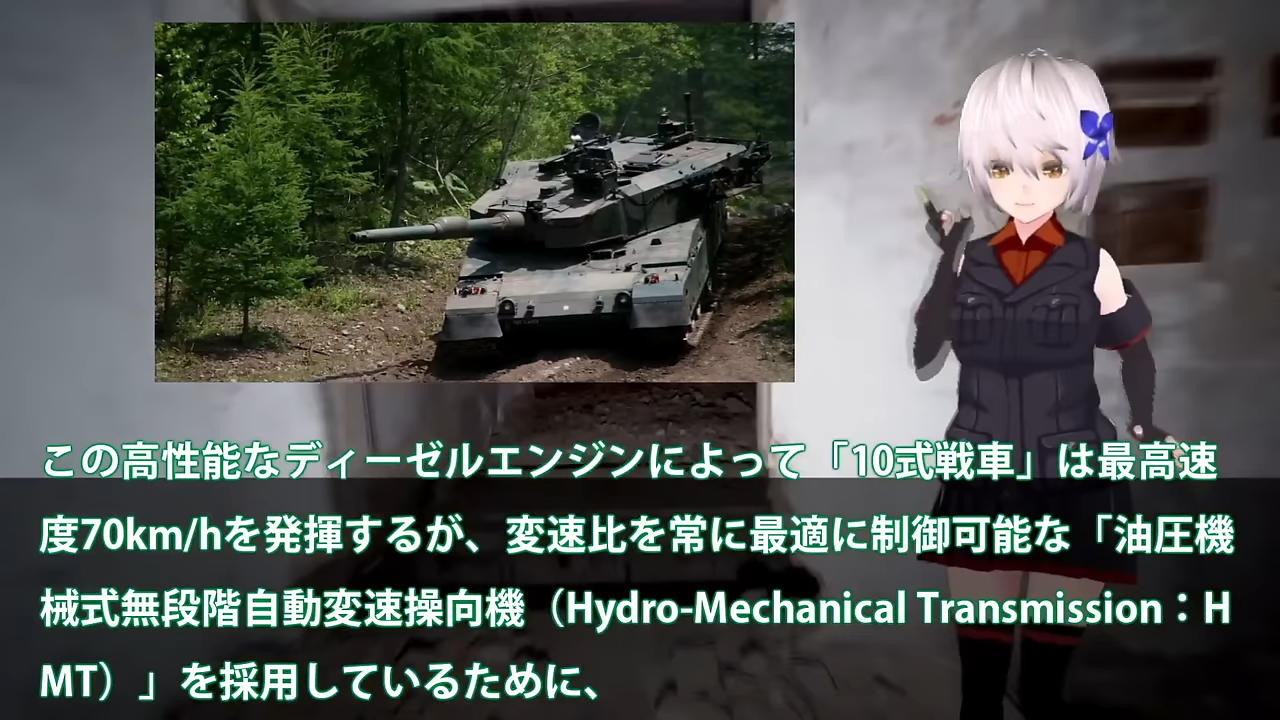 この高性能なディーゼルエンジンによって「10式戦車」は最高速
度70km/hを発揮するが、変速比を常に最適に制御可能な「油圧機
械式無段階自動変速操向機（Hydro-Mechanical Transmission：H
MT）」を採用しているために、